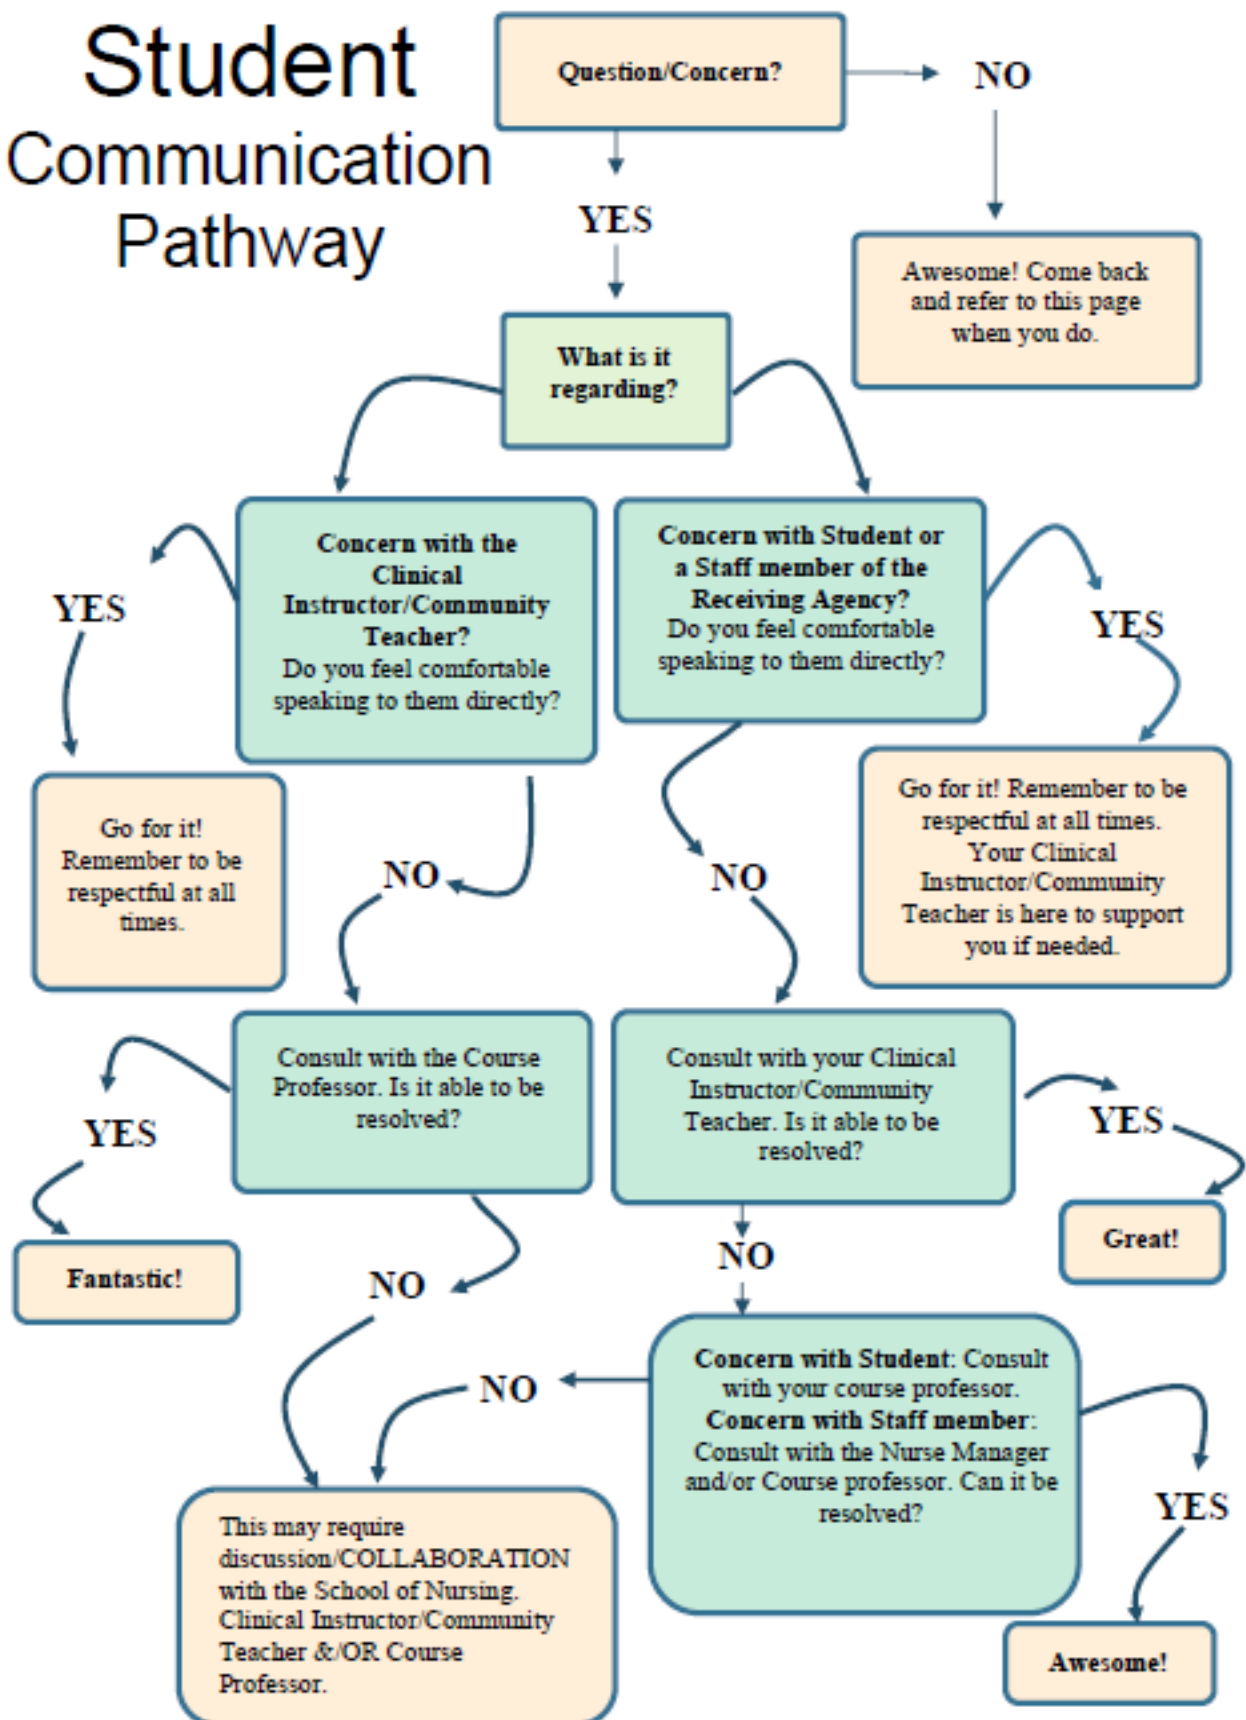 Student
Communication
Pathway
Question/Concern?
NO
YES
Awesome! Come back
and refer to this page
when you do.
What is it
regarding?
Concern with the
Clinical
Instructor/Community
Teacher?
Do you feel comfortable
speaking to them directly?
Concern with Student or
a Staff member of the
Receiving Agency?
Do you feel comfortable
speaking to them directly?
YES
YES
Go for it!
Remember to be
respectful at all
times.
NO
NO
Go for it! Remember to be
respectful at all times.
Your Clinical
Instructor/Community
Teacher is here to support
you if needed.
Consult with the Course
Professor. Is it able to be
resolved?
Consult with your Clinical
Instructor/Community
Teacher. Is it able to be
resolved?
YES
YES
Fantastic!
NO
NO
Great!
Concern with Student: Consult
with your course professor.
Concern with Staff member:
Consult with the Nurse Manager
and/or Course professor. Can it be
resolved?
NO
YES
This may require
discussion/COLLABORATION
with the School of Nursing.
Clinical Instructor/Community
Teacher &/OR Course
Professor.
Awesome!